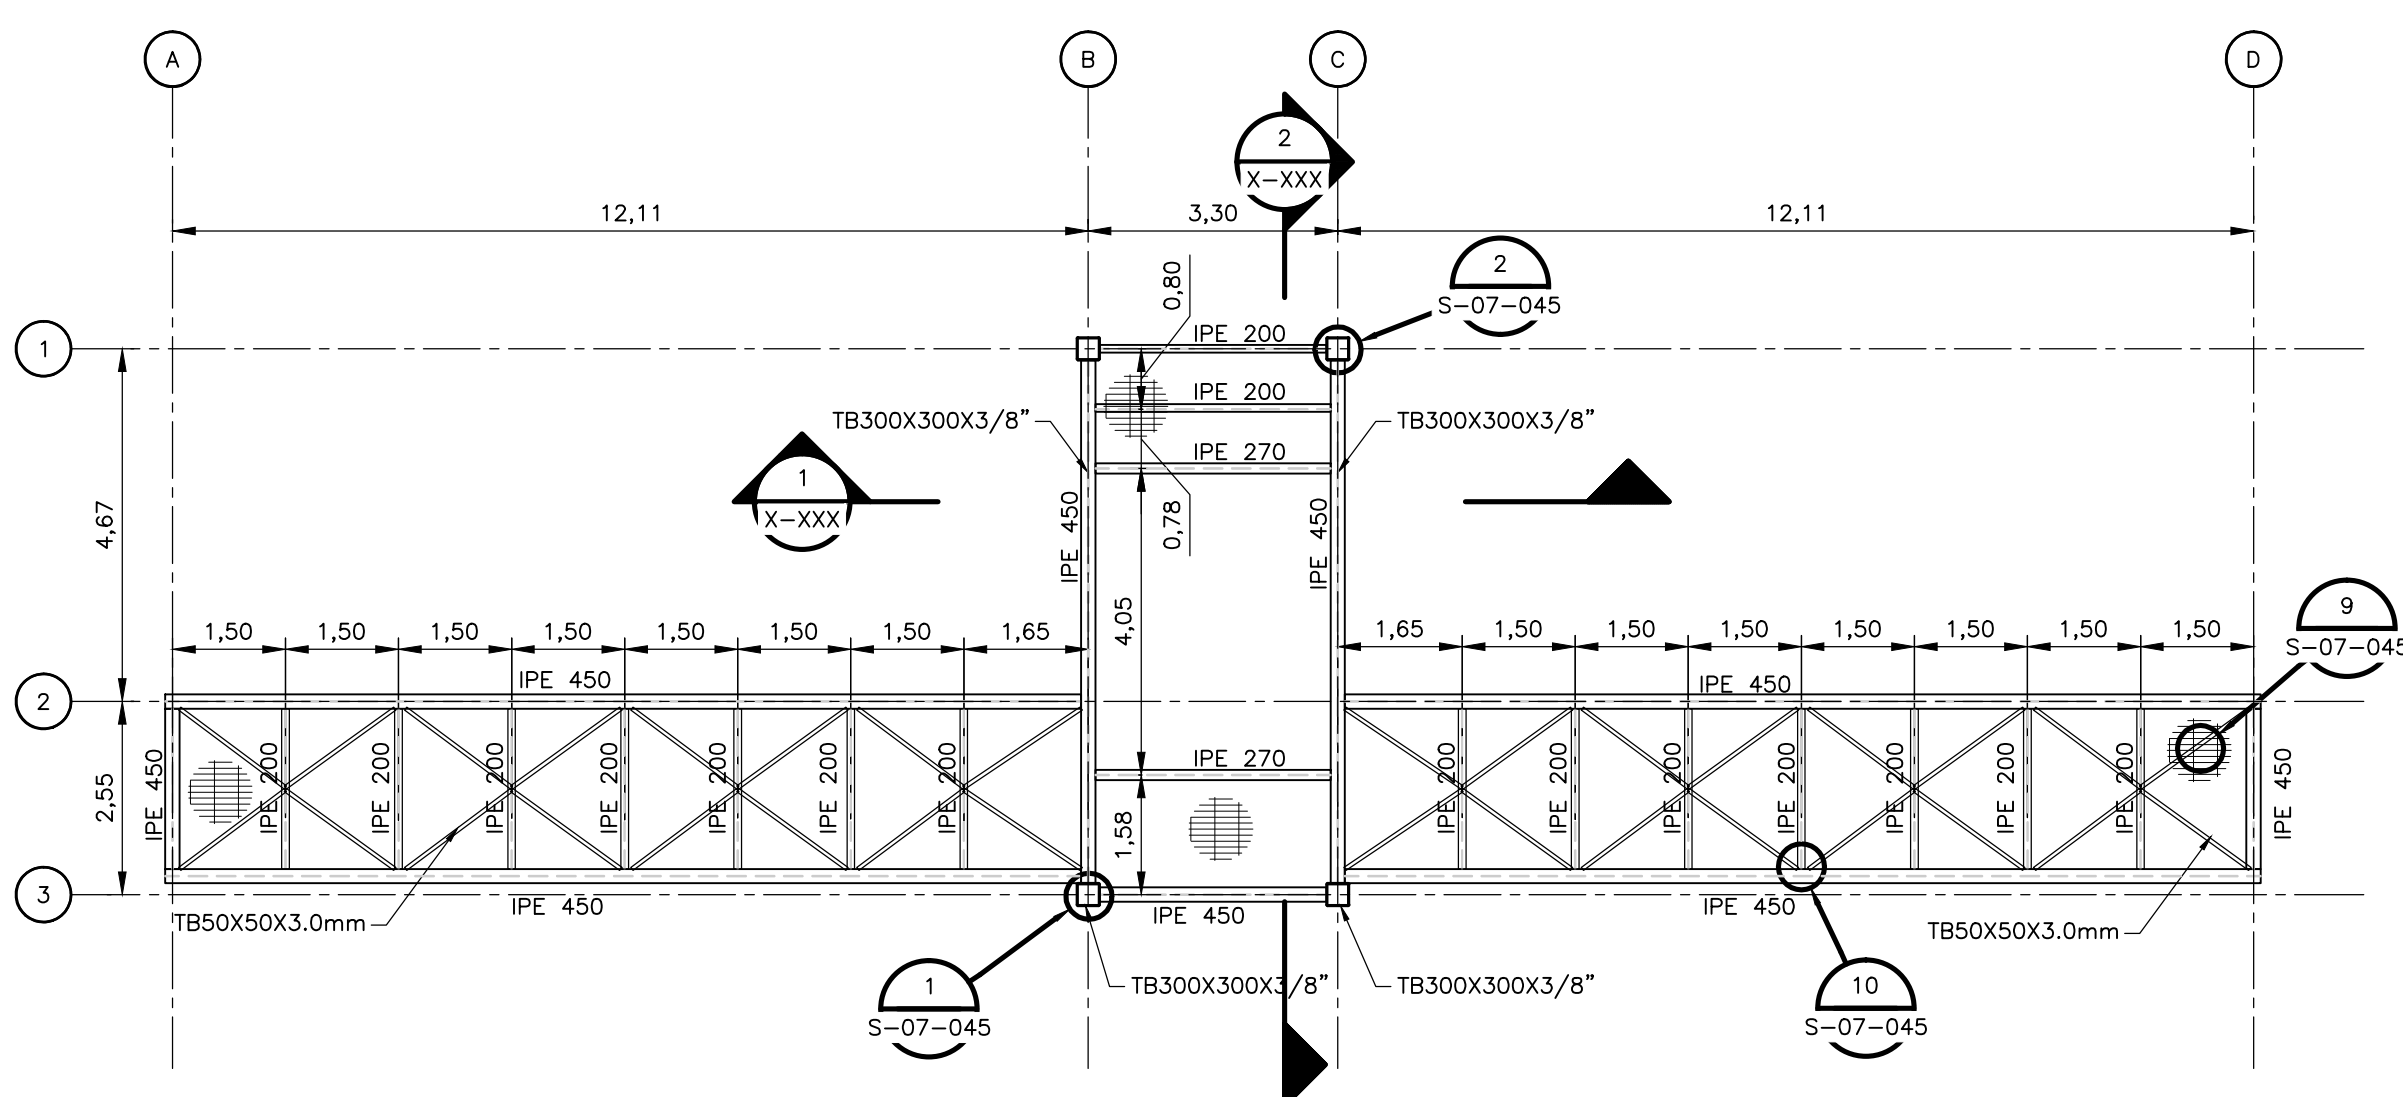 A
B
C
D
2
X-XXX
12,11
3,30
12,11
2
S-07-045
0,80
1
IPE 200
IPE 200
TB300X300X3/8”
TB300X300X3/8”
IPE 270
1
X-XXX
4,67
IPE 450
0,78
IPE 450
4,05
9
S-07-045
1,50
1,50
1,50
1,50
1,50
1,50
1,50
1,65
1,65
1,50
1,50
1,50
1,50
1,50
1,50
1,50
IPE 450
IPE 450
2
2,55
IPE 450
IPE 200
IPE 200
IPE 200
IPE 200
IPE 200
IPE 200
IPE 200
IPE 270
1,58
IPE 200
IPE 200
IPE 200
IPE 200
IPE 200
IPE 200
IPE 200
IPE 450
3
IPE 450
IPE 450
IPE 450
TB50X50X3.0mm
TB50X50X3.0mm
1
S-07-045
TB300X300X3/8”
TB300X300X3/8”
10
S-07-045